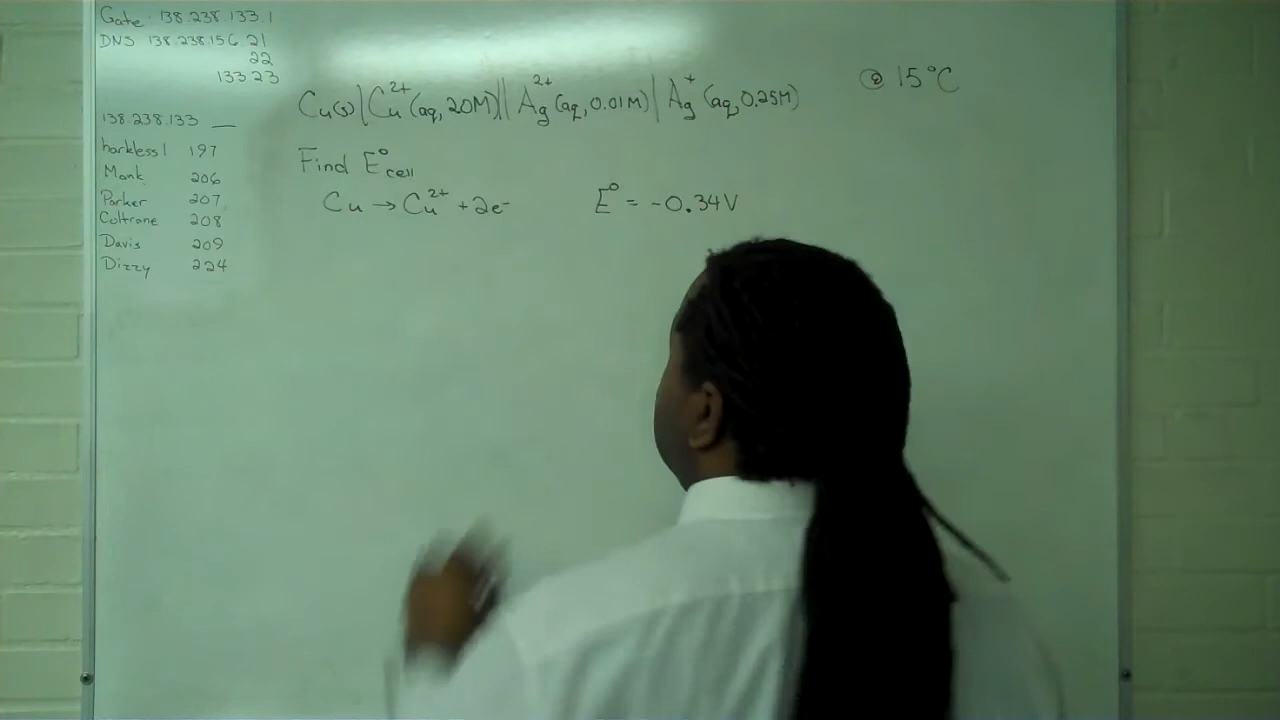 Gate 138.238.133.1
DNS 138.238.156.21
22
133 23
138.238.133 __
harkless1 197
Monk 206
Parker 207
Coltrane 208
Davis 209
Dizzy 224
Cu(s)|Cu²⁺(aq, 2.0M)||Ag²⁺(aq, 0.01M)|Ag⁺(aq, 0.25M) @ 15°C
Find E°cell
Cu → Cu²⁺ + 2e⁻ E° = -0.34V